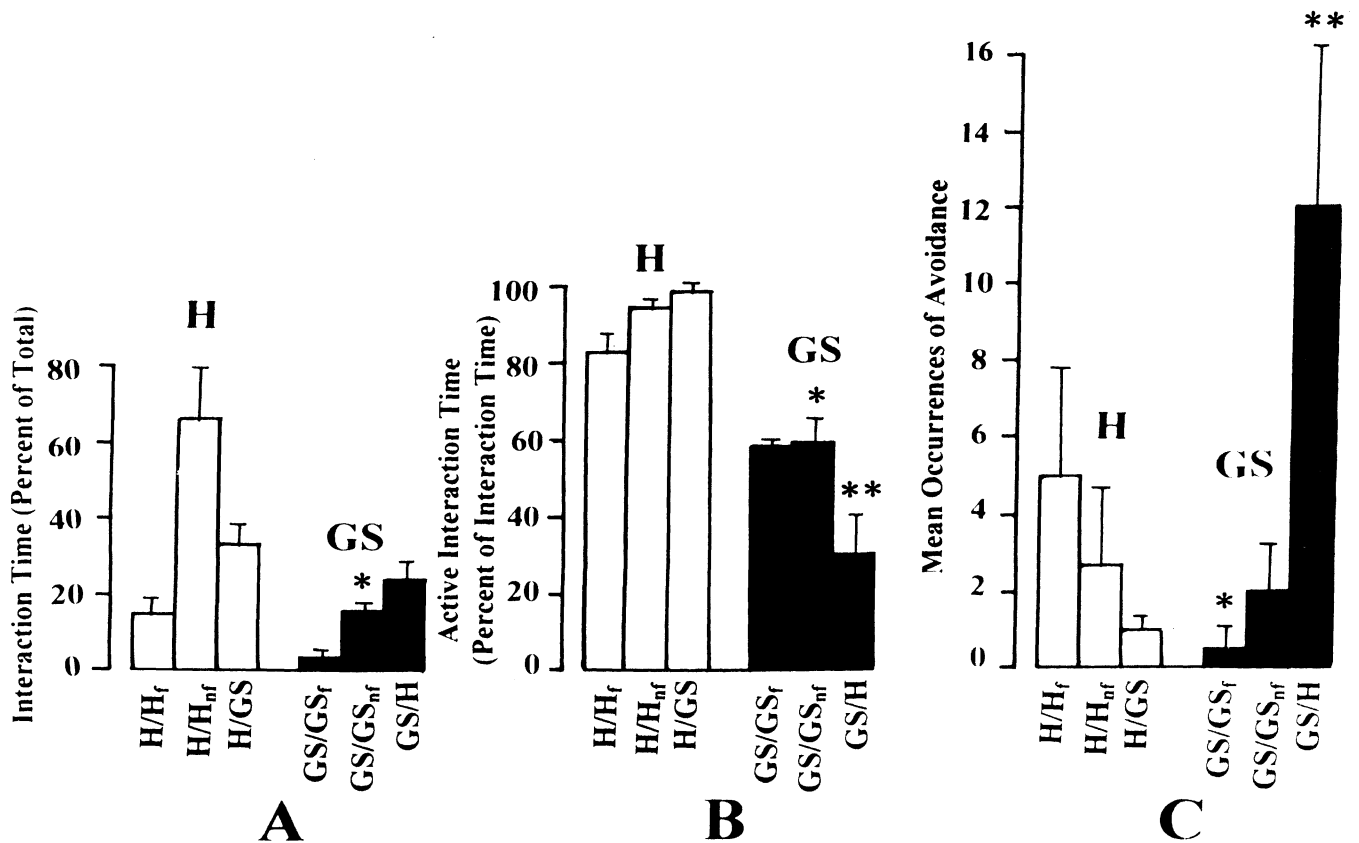 Interaction Time (Percent of Total)
80
60
40
20
0
H
GS
*
H/Hf
H/Hnf
H/GS
GS/GSf
GS/GSnf
GS/H
A
Active Interaction Time
(Percent of Interaction Time)
100
80
60
40
20
0
H
GS
*
**
H/Hf
H/Hnf
H/GS
GS/GSf
GS/GSnf
GS/H
B
Mean Occurrences of Avoidance
16
14
12
10
8
6
4
2
0
H
GS
*
**
H/Hf
H/Hnf
H/GS
GS/GSf
GS/GSnf
GS/H
C